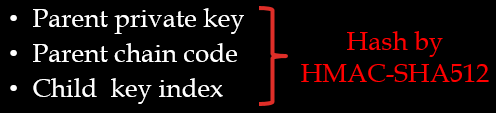 • Parent private key
• Parent chain code
• Child key index
Hash by
HMAC-SHA512